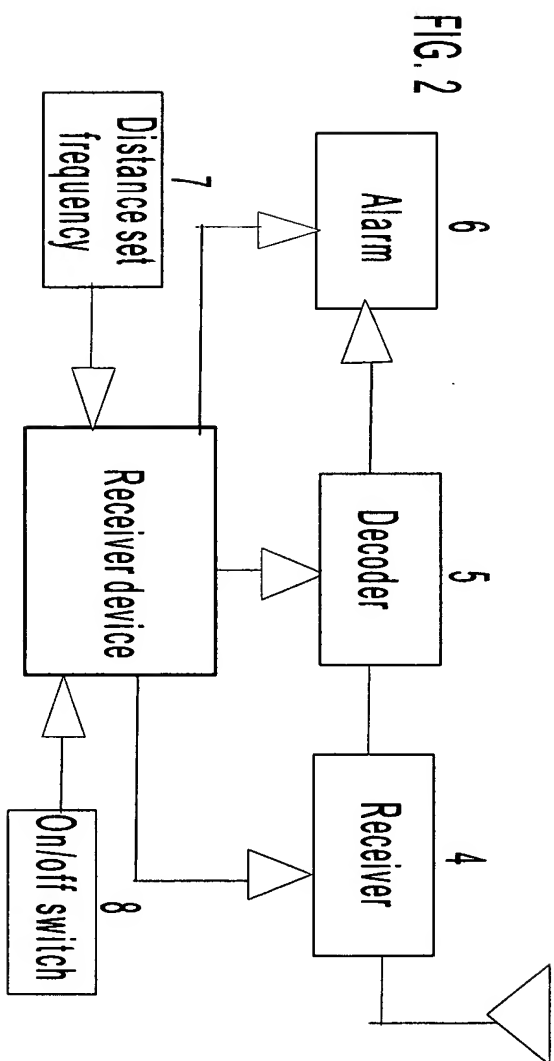 FIG. 2
6
Alarm
5
Decoder
4
Receiver
7
Distance set
frequency
Receiver device
8
On/off switch